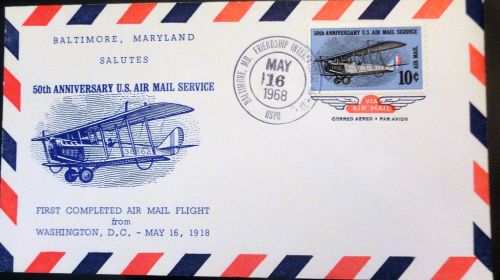 BALTIMORE, MARYLAND
SALUTES
50th ANNIVERSARY U.S. AIR MAIL SERVICE
FIRST COMPLETED AIR MAIL FLIGHT
from
WASHINGTON, D.C. - MAY 16, 1918
BALTIMORE, MD. FRIENDSHIP
MAY
16
1968
USPO
50TH ANNIVERSARY U.S. AIR MAIL SERVICE
AIR MAIL
10¢
VIA
AIR MAIL
CORREO AEREO • PAR AVION